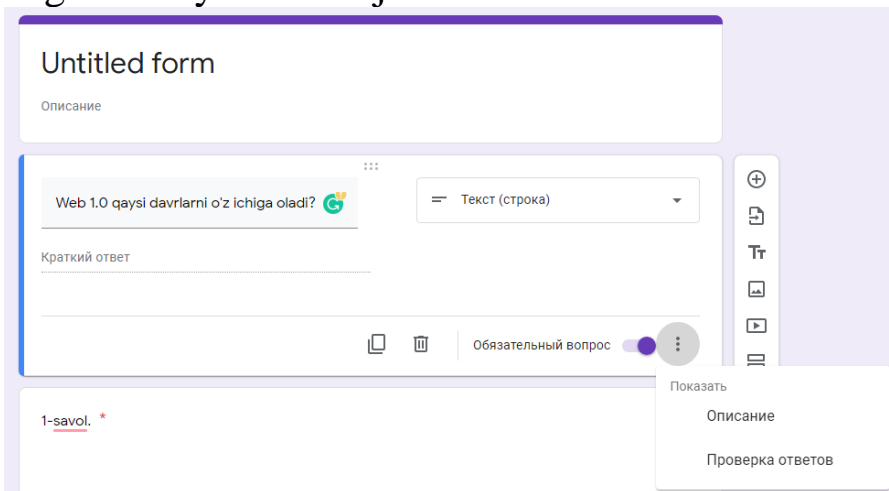 Untitled form
Описание
Web 1.0 qaysi davrlarni o'z ichiga oladi?
Текст (строка)
Краткий ответ
Обязательный вопрос
Показать
1-savol. *
Описание
Проверка ответов